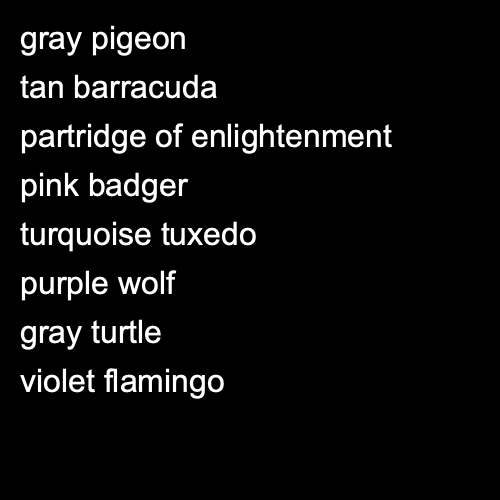 gray pigeon
tan barracuda
partridge of enlightenment
pink badger
turquoise tuxedo
purple wolf
gray turtle
violet flamingo